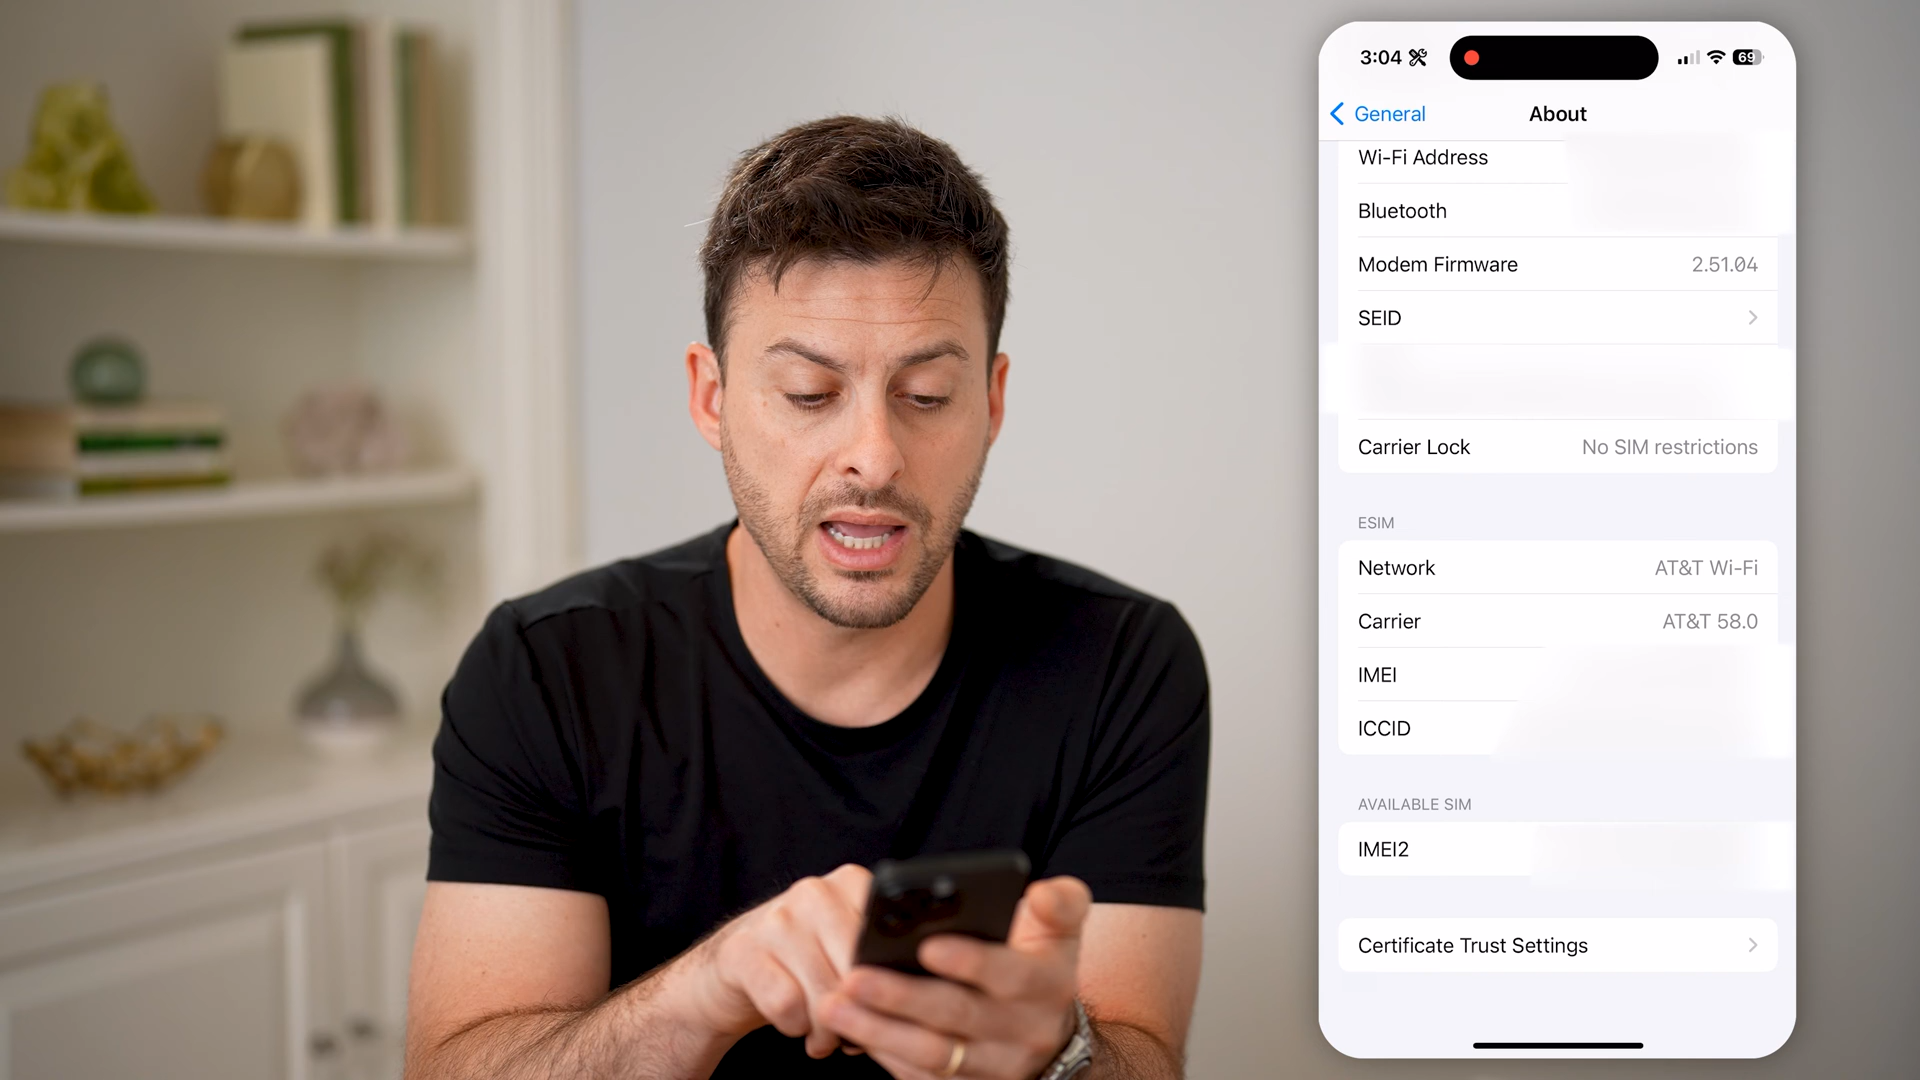 3:04
69
General
About
Wi-Fi Address
Bluetooth
Modem Firmware 2.51.04
SEID
Carrier Lock No SIM restrictions
ESIM
Network AT&T Wi-Fi
Carrier AT&T 58.0
IMEI
ICCID
AVAILABLE SIM
IMEI2
Certificate Trust Settings